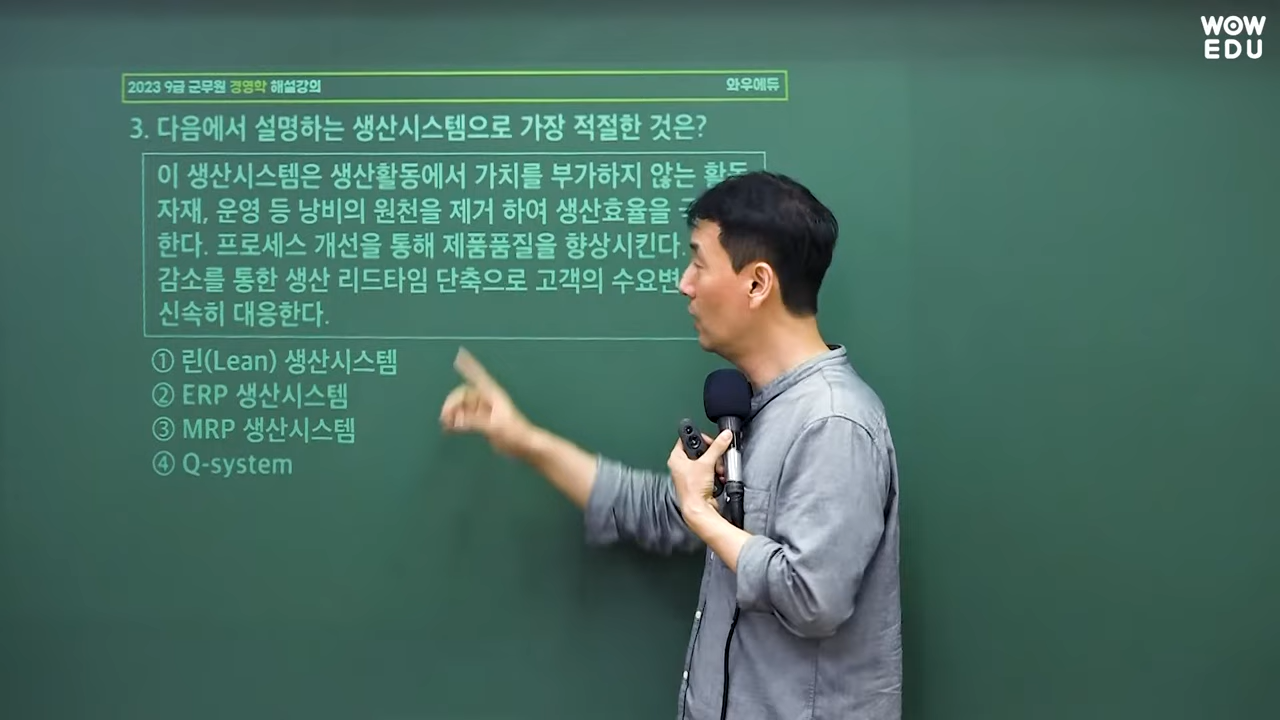 WOW
EDU
2023 9급 군무원 경영학 해설강의
와우에듀
3. 다음에서 설명하는 생산시스템으로 가장 적절한 것은?
이 생산시스템은 생산활동에서 가치를 부가하지 않는 활동
자재, 운영 등 낭비의 원천을 제거 하여 생산효율을
한다. 프로세스 개선을 통해 제품품질을 향상시킨다.
감소를 통한 생산 리드타임 단축으로 고객의
신속히 대응한다.
① 린(Lean) 생산시스템
② ERP 생산시스템
③ MRP 생산시스템
④ Q-system